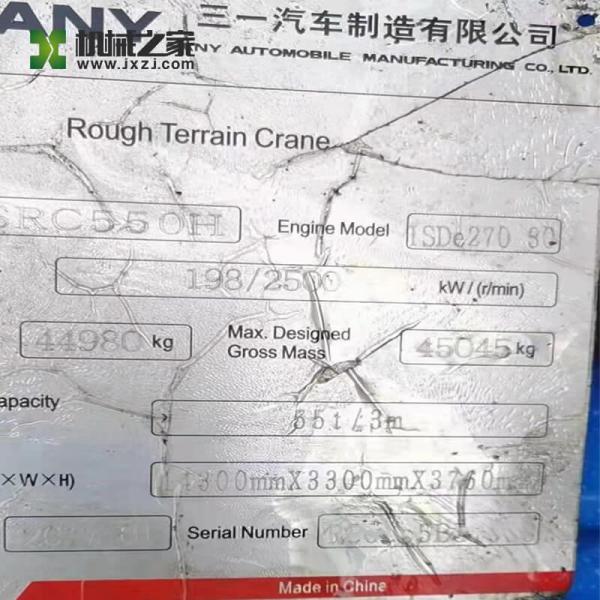 ANY 三一汽车制造有限公司
机械之家
www.jxzj.com
NY AUTOMOBILE MANUFACTURING CO., LTD.
Rough Terrain Crane
SRC550H Engine Model ISDe270 30
198/2500 kW/(r/min)
44980 kg Max. Designed Gross Mass 45045 kg
apacity 55t/3m
×W×H) 11300mmX3300mmX3760mm
Serial Number
Made in China